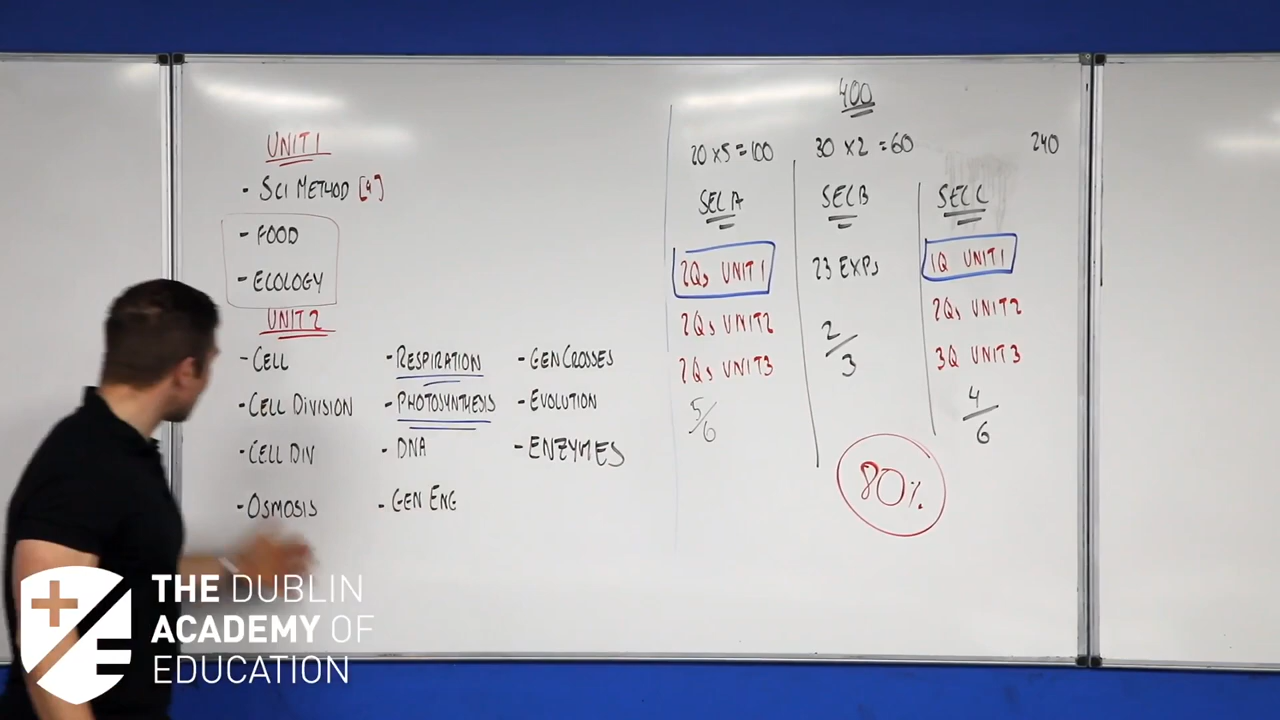 UNIT 1
- SCI METHOD [4]
- FOOD
- ECOLOGY
UNIT 2
- CELL
- CELL DIVISION
- CELL DIV
- OSMOSIS
- RESPIRATION
- PHOTOSYNTHESIS
- DNA
- GEN ENG
- GEN CROSSES
- EVOLUTION
- ENZYMES
400
20 x 5 = 100
SEC A
2Qs UNIT 1
2Qs UNIT 2
2Qs UNIT 3
5/6
30 x 2 = 60
SEC B
23 EXPs
2/3
240
SEC C
1Q UNIT 1
2Qs UNIT 2
3Q UNIT 3
4/6
80%
THE DUBLIN
ACADEMY OF
EDUCATION